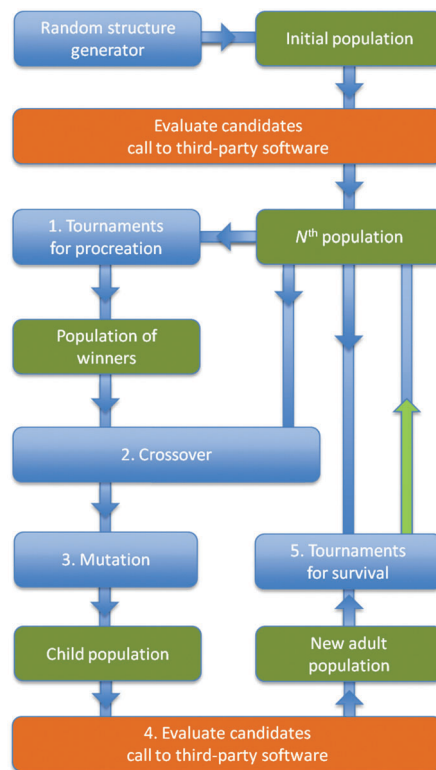 Random structure
generator
Initial population
Evaluate candidates
call to third-party software
1. Tournaments
for procreation
Nth population
Population of
winners
2. Crossover
3. Mutation
5. Tournaments
for survival
Child population
New adult
population
4. Evaluate candidates
call to third-party software